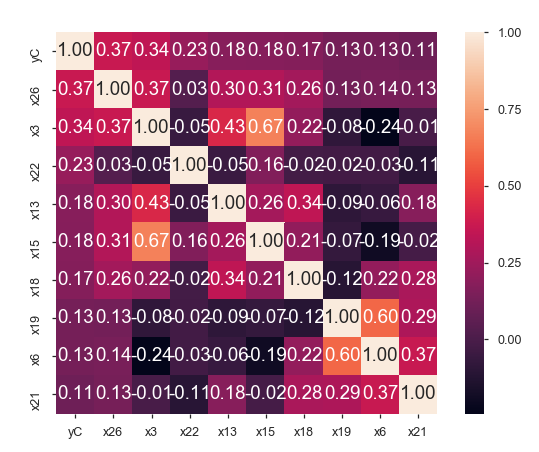 yC 1.00 0.37 0.34 0.23 0.18 0.18 0.17 0.13 0.13 0.11
x26 0.37 1.00 0.37 0.03 0.30 0.31 0.26 0.13 0.14 0.13
x3 0.34 0.37 1.00 -0.05 0.43 0.67 0.22 -0.08 -0.24 -0.01
x22 0.23 0.03 -0.05 1.00 -0.05 0.16 -0.02 -0.02 -0.03 -0.11
x13 0.18 0.30 0.43 -0.05 1.00 0.26 0.34 -0.09 -0.06 0.18
x15 0.18 0.31 0.67 0.16 0.26 1.00 0.21 -0.07 -0.19 -0.02
x18 0.17 0.26 0.22 -0.02 0.34 0.21 1.00 -0.12 0.22 0.28
x19 0.13 0.13 -0.08 -0.02 -0.09 -0.07 -0.12 1.00 0.60 0.29
x6 0.13 0.14 -0.24 -0.03 -0.06 -0.19 0.22 0.60 1.00 0.37
x21 0.11 0.13 -0.01 -0.11 0.18 -0.02 0.28 0.29 0.37 1.00
yC x26 x3 x22 x13 x15 x18 x19 x6 x21
1.00
0.75
0.50
0.25
0.00